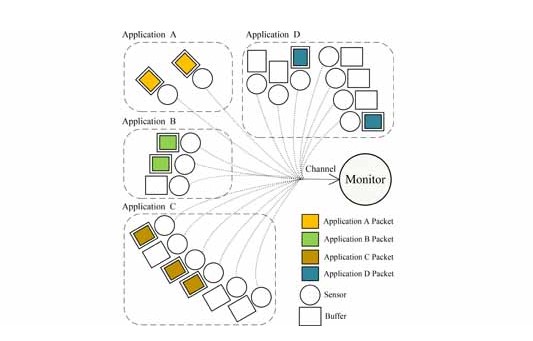 Application A
Application D
Application B
Channel
Monitor
Application C
Application A Packet
Application B Packet
Application C Packet
Application D Packet
Sensor
Buffer